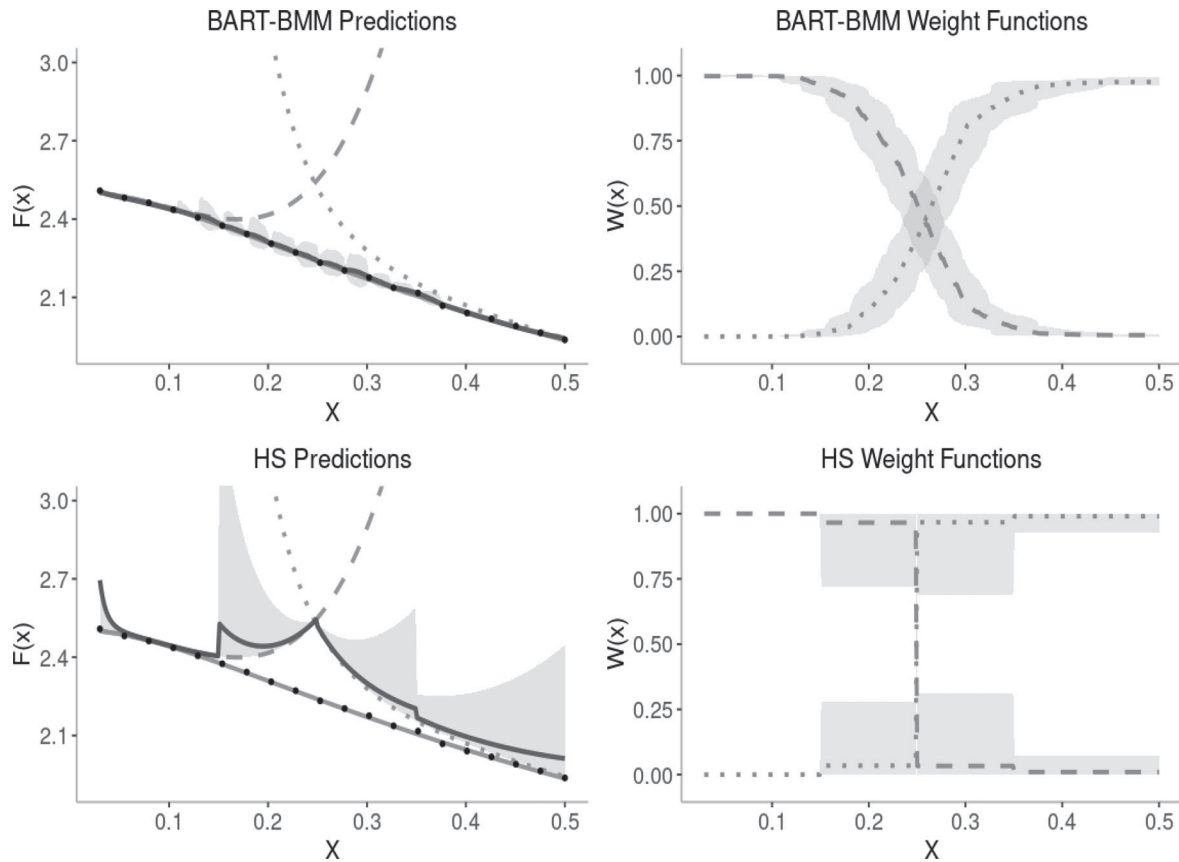 BART-BMM Predictions
BART-BMM Weight Functions
F(x)
3.0
2.7
2.4
2.1
0.1 0.2 0.3 0.4 0.5
X
W(x)
1.00
0.75
0.50
0.25
0.00
0.1 0.2 0.3 0.4 0.5
X
HS Predictions
HS Weight Functions
F(x)
3.0
2.7
2.4
2.1
0.1 0.2 0.3 0.4 0.5
X
W(x)
1.00
0.75
0.50
0.25
0.00
0.1 0.2 0.3 0.4 0.5
X